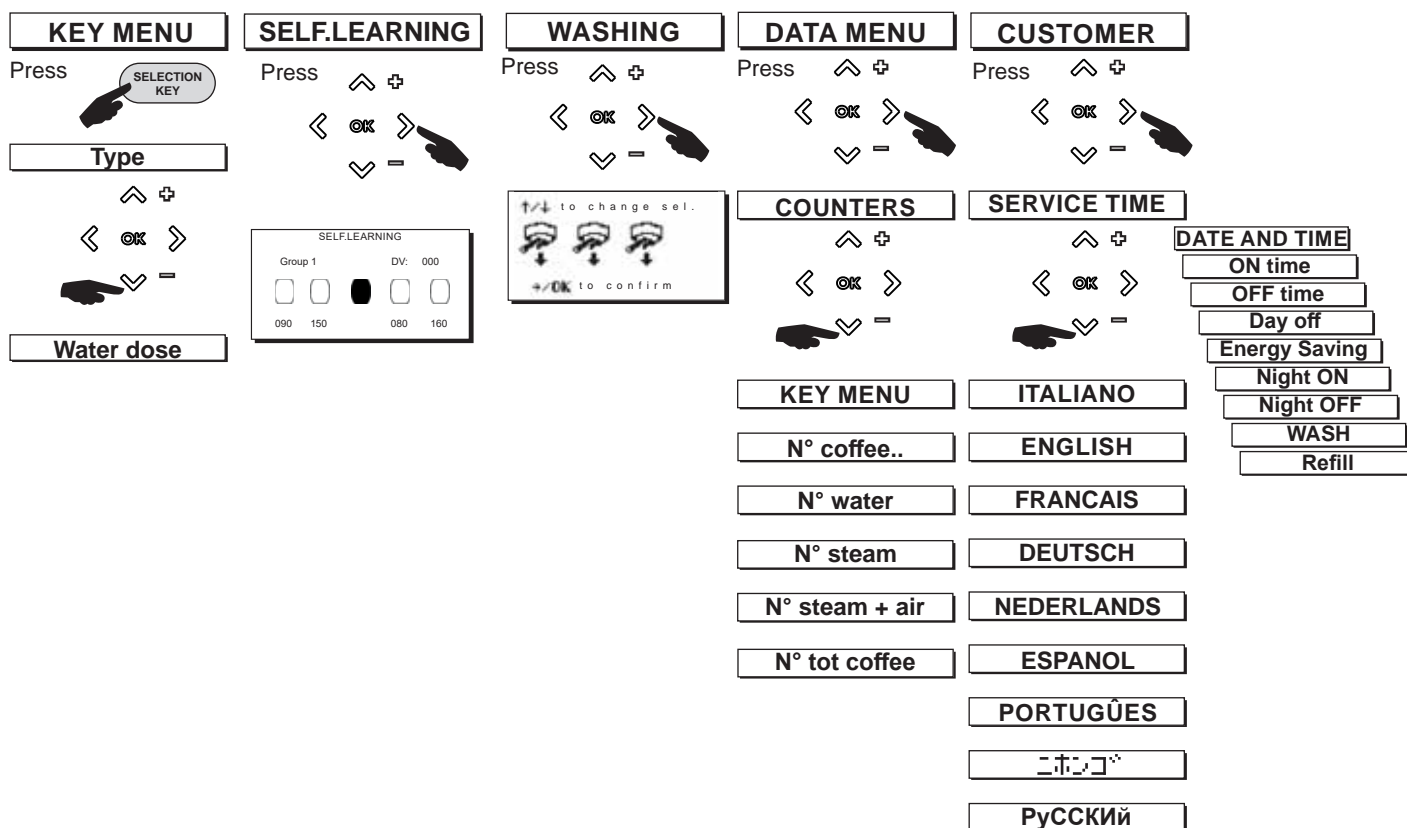 KEY MENU
Press
SELECTION
KEY
Type
+
OK
-
Water dose
SELF.LEARNING
Press
+
OK
-
SELF.LEARNING
Group 1 DV: 000
090 150 080 160
WASHING
Press
+
OK
-
↑/↓ to change sel.
→/OK to confirm
DATA MENU
Press
+
OK
-
COUNTERS
+
OK
-
KEY MENU
N° coffee..
N° water
N° steam
N° steam + air
N° tot coffee
CUSTOMER
Press
+
OK
-
SERVICE TIME
+
OK
-
ITALIANO
ENGLISH
FRANCAIS
DEUTSCH
NEDERLANDS
ESPANOL
PORTUGÛES
ニホンゴ
РуССКИй
DATE AND TIME
ON time
OFF time
Day off
Energy Saving
Night ON
Night OFF
WASH
Refill